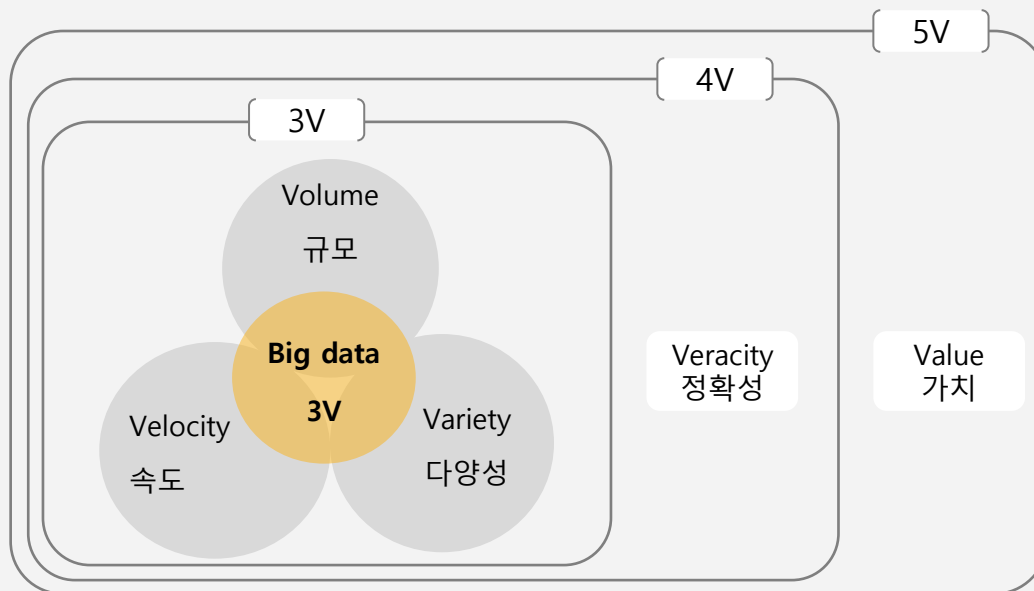 5V
4V
3V
Volume
규모
Big data
3V
Velocity
속도
Variety
다양성
Veracity
정확성
Value
가치